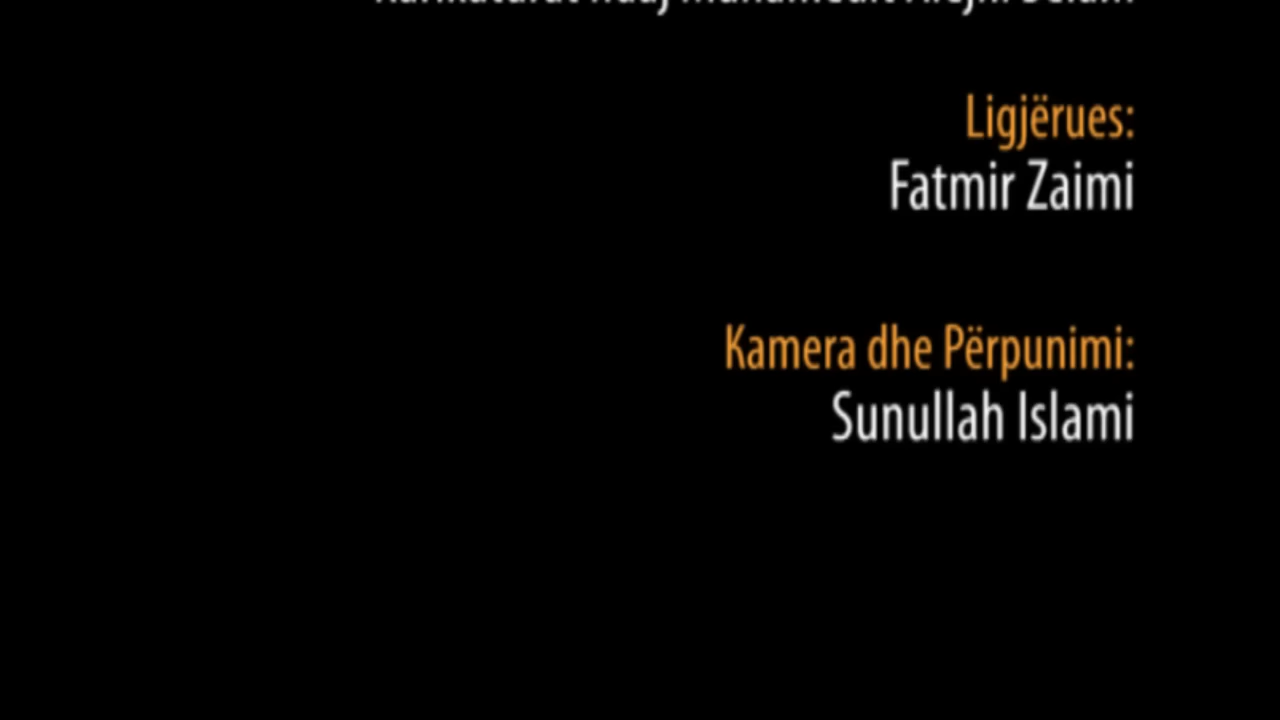 Ligjërues:
Fatmir Zaimi
Kamera dhe Përpunimi:
Sunullah Islami